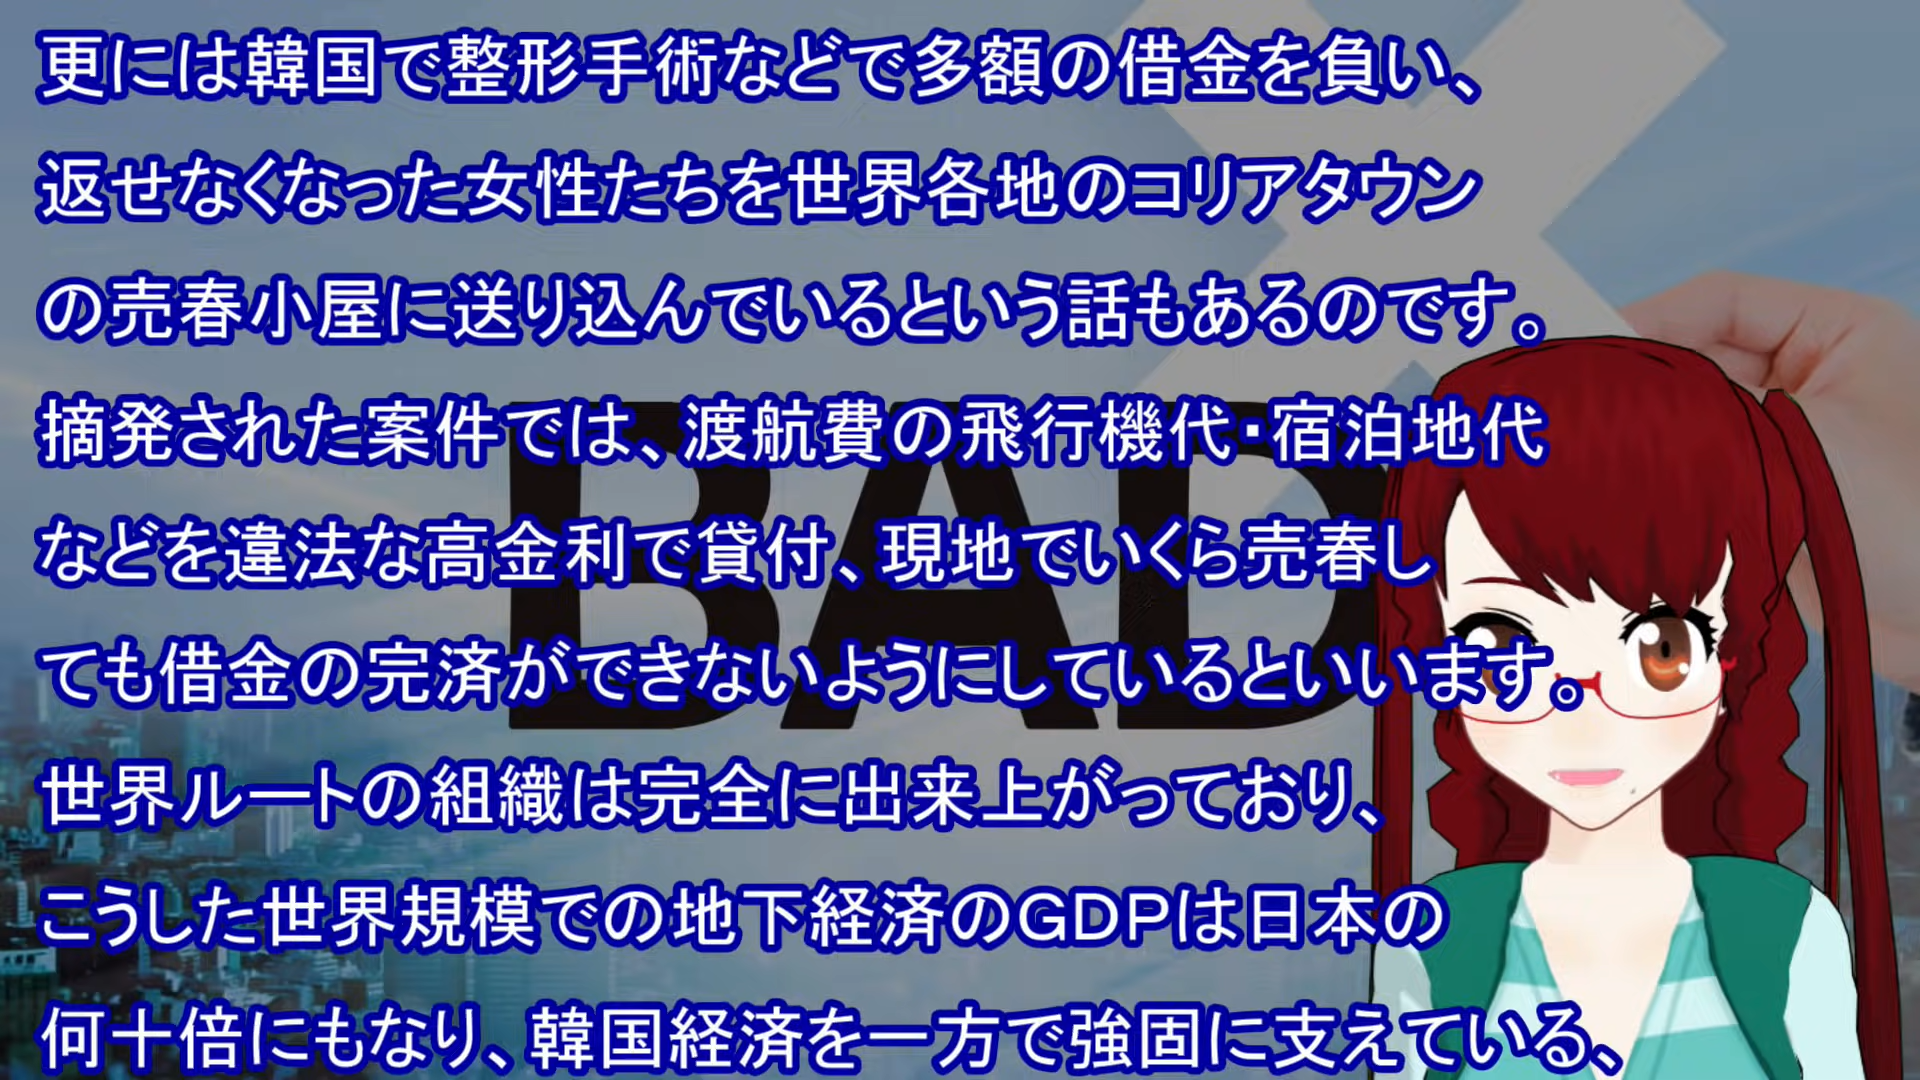 更には韓国で整形手術などで多額の借金を負い、
返せなくなった女性たちを世界各地のコリアタウン
の売春小屋に送り込んでいるという話もあるのです。
摘発された案件では、渡航費の飛行機代・宿泊地代
などを違法な高金利で貸付、現地でいくら売春し
ても借金の完済ができないようにしているといいます。
世界ルートの組織は完全に出来上がっており、
こうした世界規模での地下経済のGDPは日本の
何十倍にもなり、韓国経済を一方で強固に支えている、
BAD